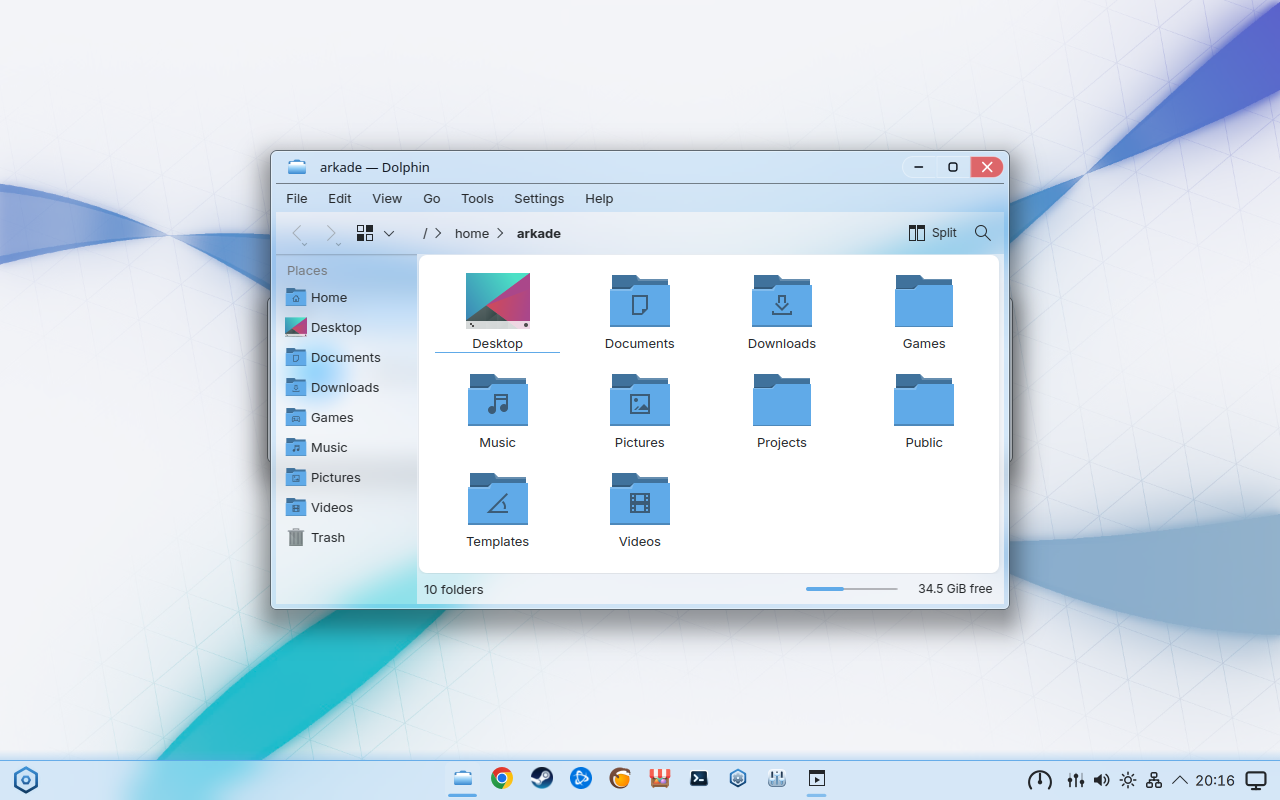 arkade — Dolphin
File Edit View Go Tools Settings Help
/ home arkade Split
Places
Home
Desktop
Documents
Downloads
Games
Music
Pictures
Videos
Trash
Desktop Documents Downloads Games
Music Pictures Projects Public
Templates Videos
10 folders 34.5 GiB free
20:16